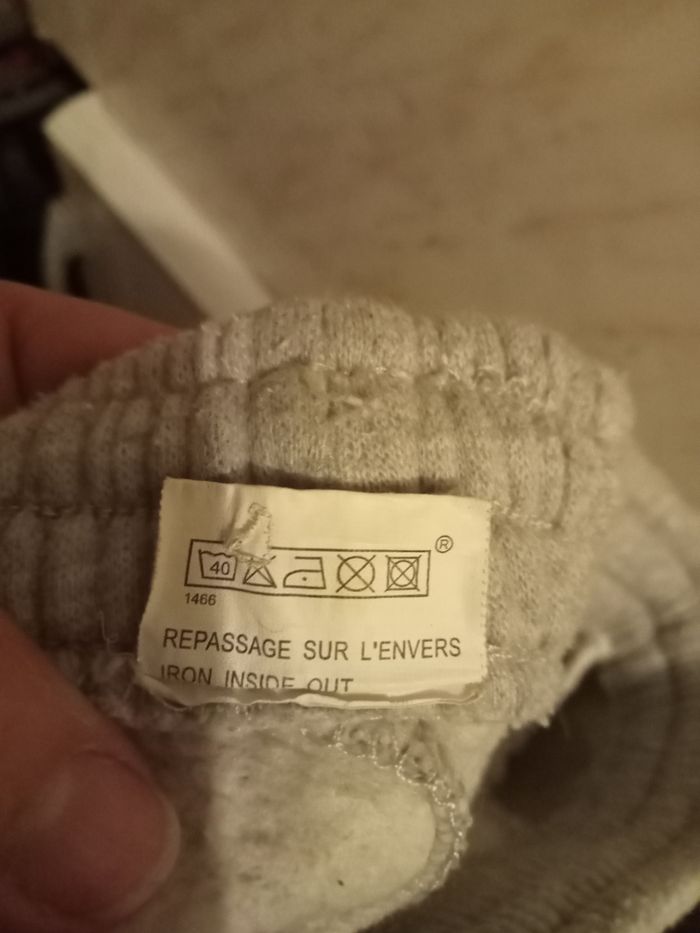 ®
40
1466
REPASSAGE SUR L'ENVERS
IRON INSIDE OUT